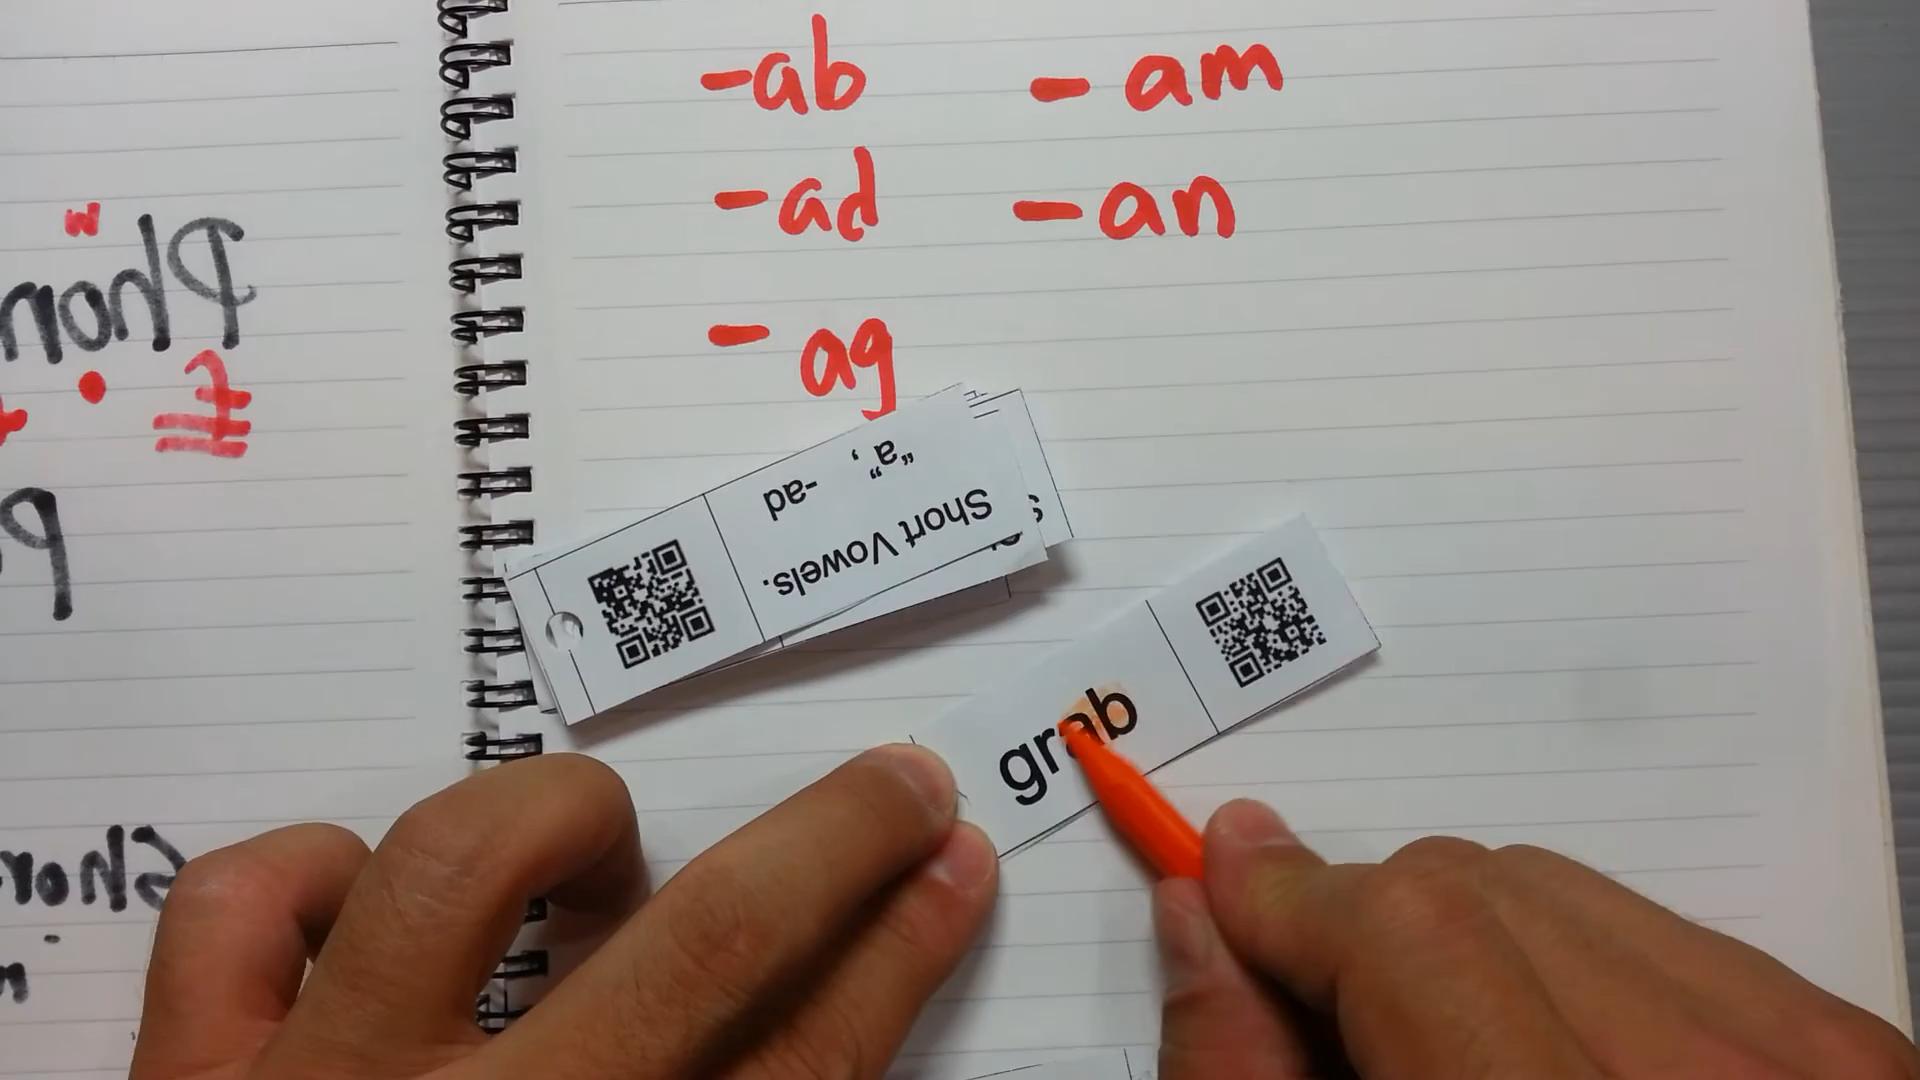 -ab - am
-ad - an
- ag
Short Vowels.
"a", -ad
grab
Phon